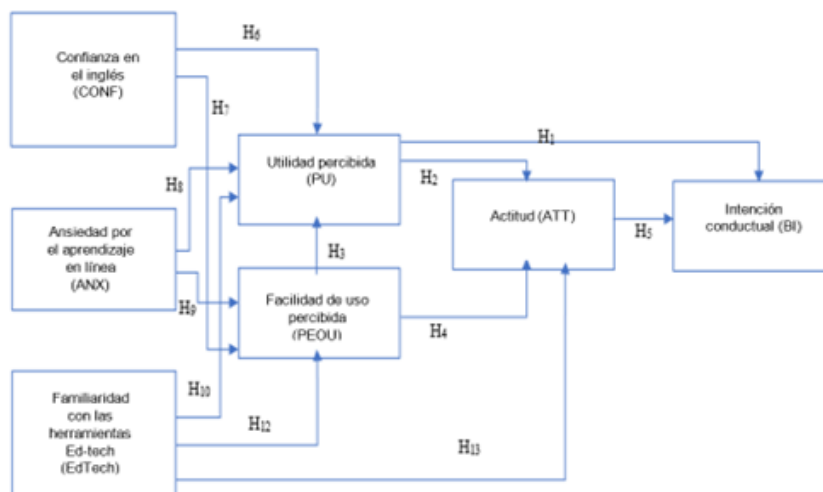 H6
Confianza en
el inglés
(CONF)
H7
H1
Utilidad percibida
(PU)
H2
H8
Actitud (ATT)
Intención
conductual (BI)
H5
Ansiedad por
el aprendizaje
en línea
(ANX)
H3
Facilidad de uso
percibida
(PEOU)
H9
H4
H10
Familiaridad
con las
herramientas
Ed-tech
(EdTech)
H12
H13